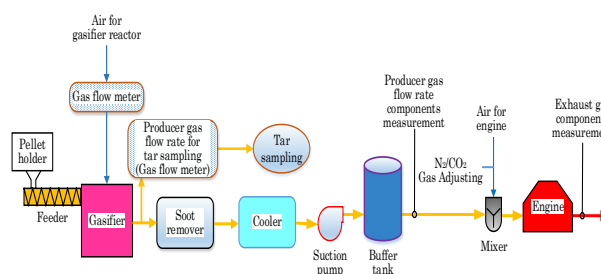 Air for
gasifier reactor
Gas flow meter
Pellet
holder
Feeder
Gasifier
Producer gas
flow rate for
tar sampling
(Gas flow meter)
Tar
sampling
Soot
remover
Cooler
Suction
pump
Buffer
tank
Producer gas
flow rate
components
measurement
Air for
engine
N₂/CO₂
Gas Adjusting
Mixer
Engine
Exhaust g
componen
measureme